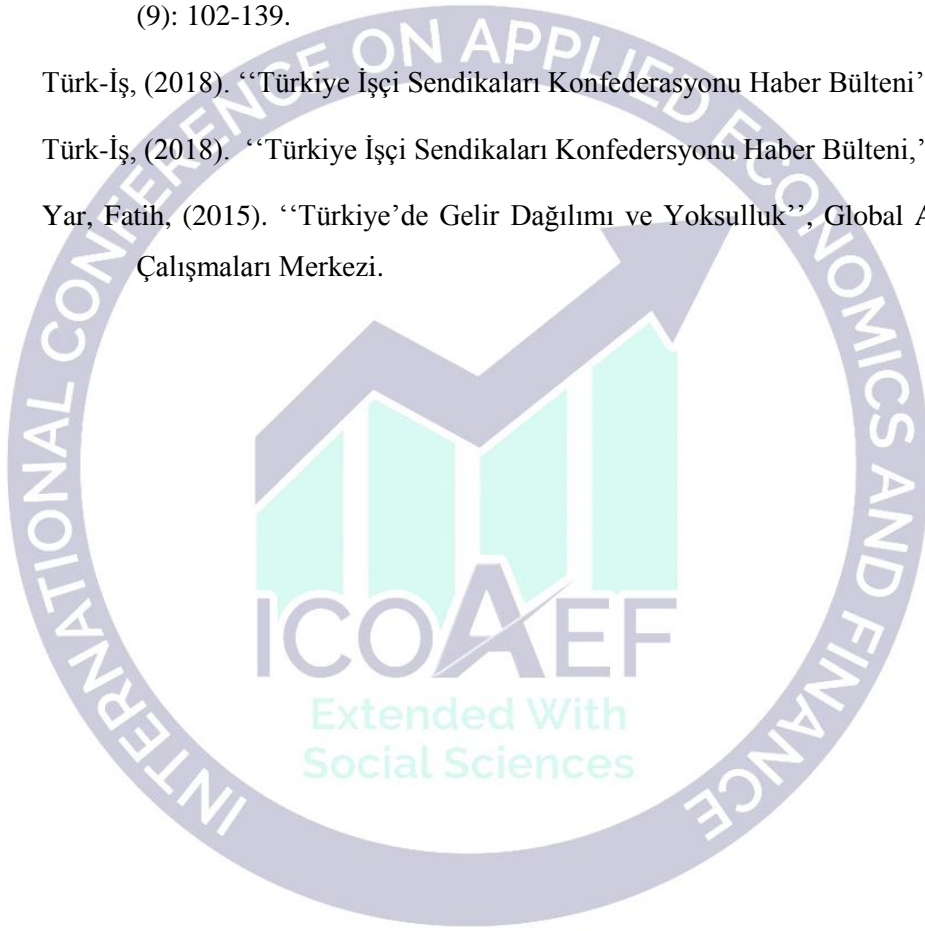 (9): 102-139.
Türk-İş, (2018). ‘‘Türkiye İşçi Sendikaları Konfederasyonu Haber Bülteni’
Türk-İş, (2018). ‘‘Türkiye İşçi Sendikaları Konfedersyonu Haber Bülteni,’
Yar, Fatih, (2015). ‘‘Türkiye’de Gelir Dağılımı ve Yoksulluk’’, Global A
Çalışmaları Merkezi.
INTERNATIONAL CONFERENCE ON APPLIED ECONOMICS AND FINANCE
ICOAEF
Extended With
Social Sciences